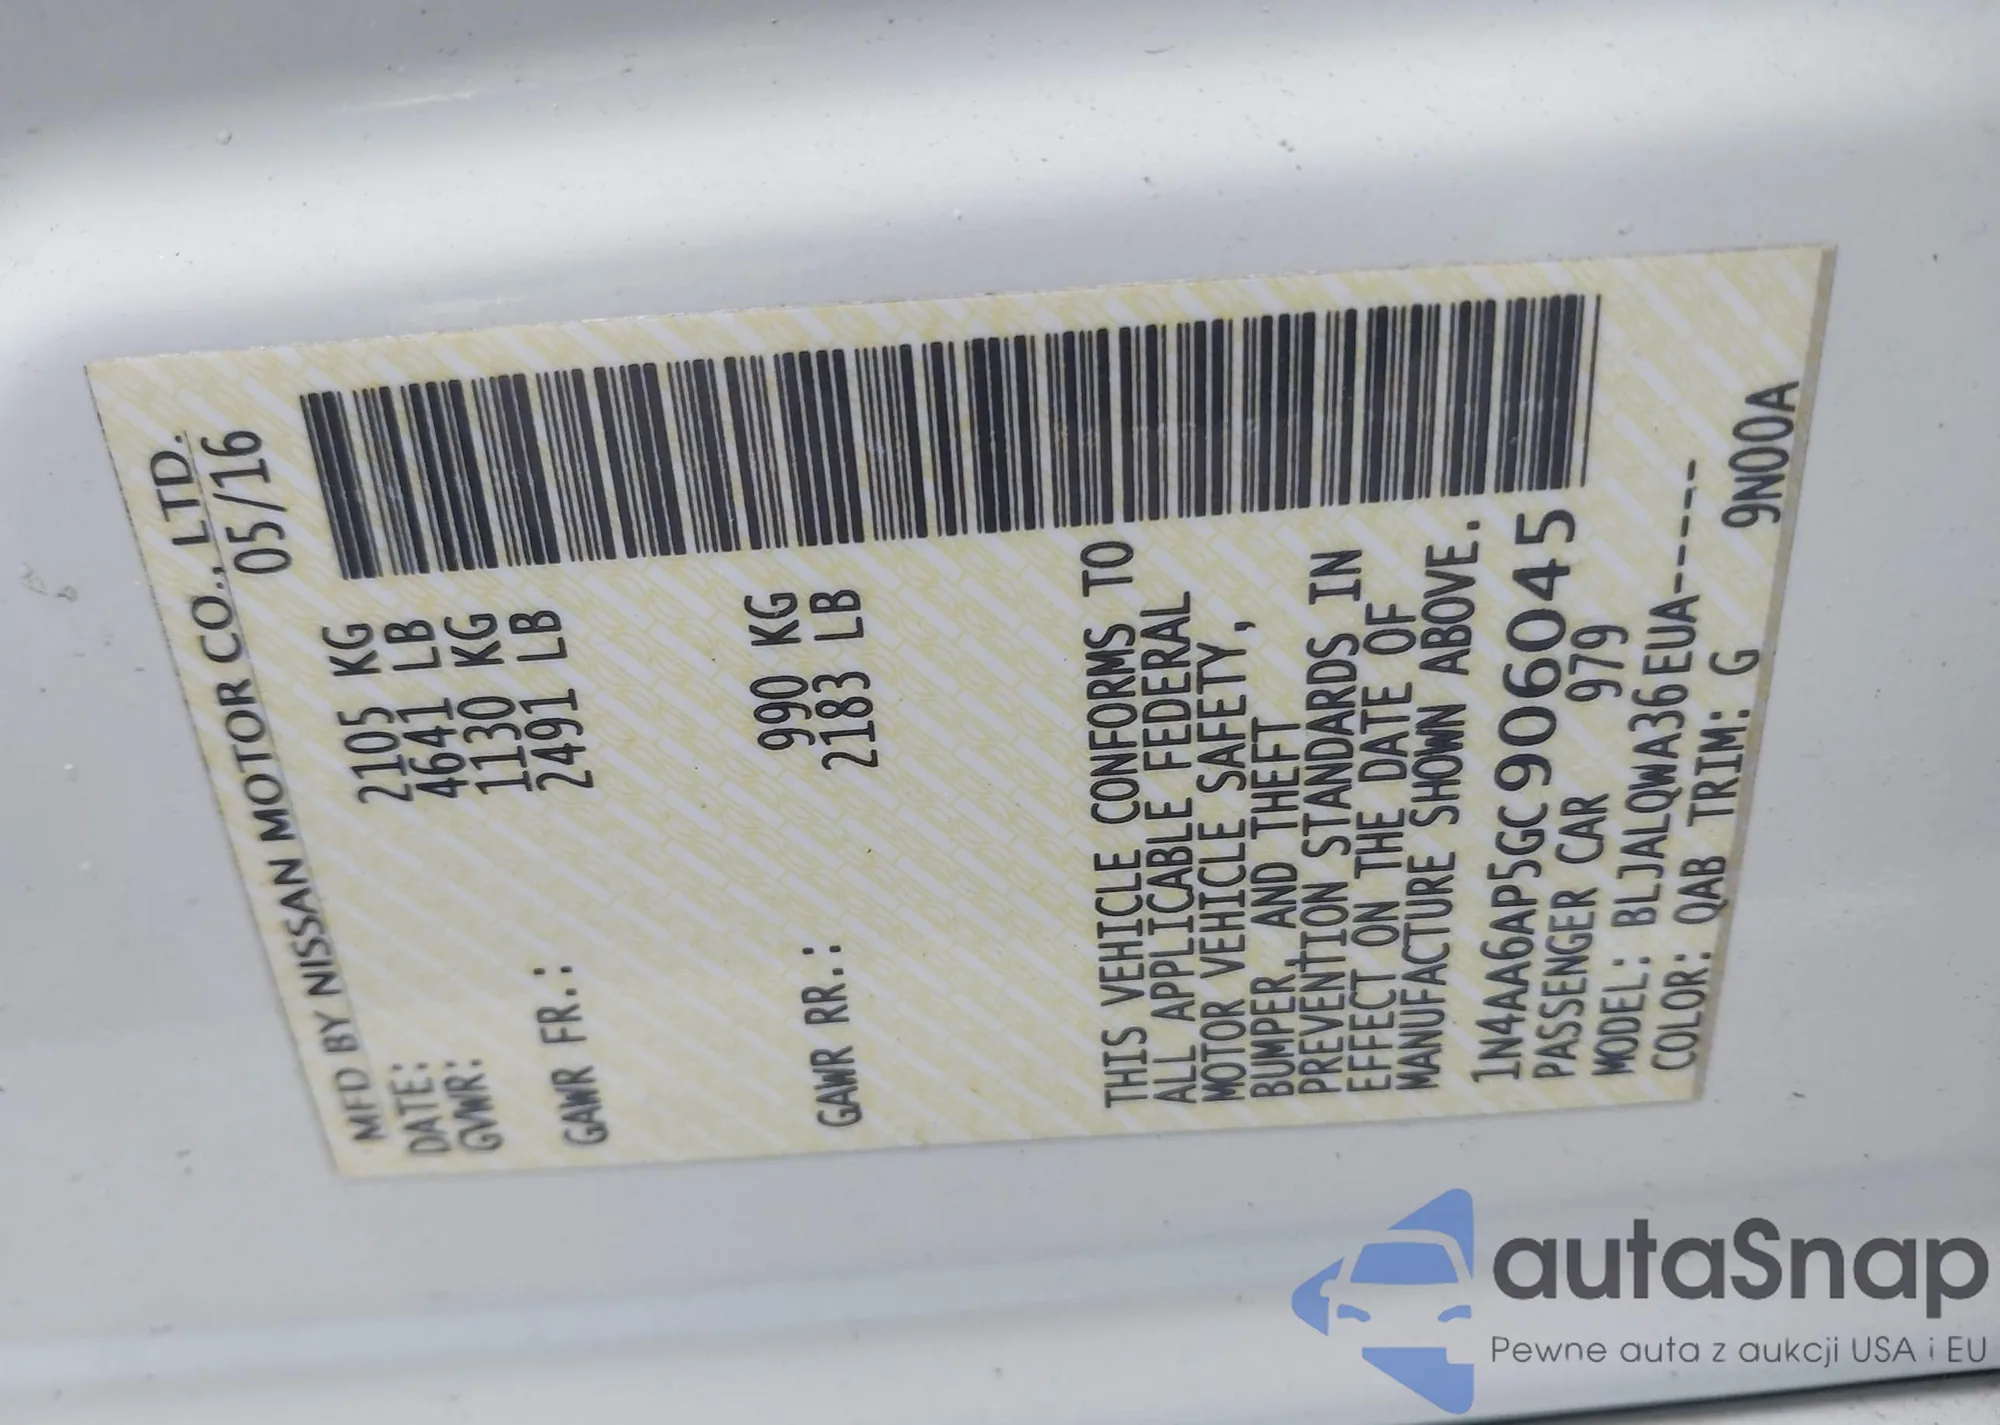 MFD BY NISSAN MOTOR CO., LTD.
DATE: 05/16
GVWR: 2105 KG
4641 LB
GAWR FR.: 1130 KG
2491 LB
GAWR RR.: 990 KG
2183 LB
THIS VEHICLE CONFORMS TO
ALL APPLICABLE FEDERAL
MOTOR VEHICLE SAFETY,
BUMPER, AND THEFT
PREVENTION STANDARDS IN
EFFECT ON THE DATE OF
MANUFACTURE SHOWN ABOVE.
1N4AA6AP5GC906045
PASSENGER CAR 979
MODEL: BLJALQWA36EUA-----
COLOR: QAB TRIM: G 9N00A
autaSnap
Pewne auta z aukcji USA i EU